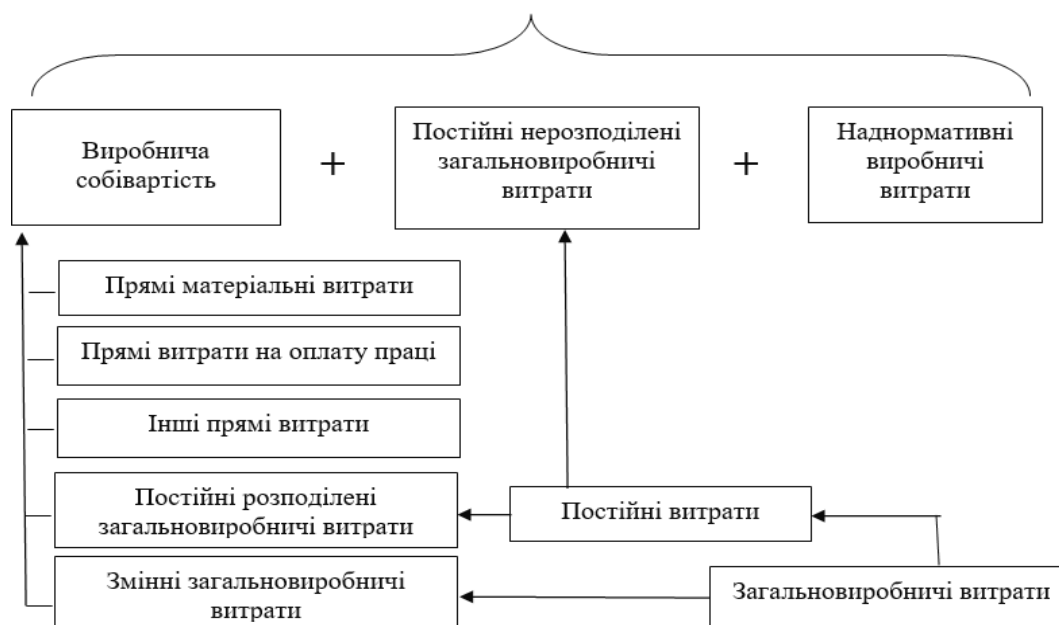 Виробнича
собівартість
+
Постійні нерозподілені
загальновиробничі
витрати
+
Наднормативні
виробничі
витрати
Прямі матеріальні витрати
Прямі витрати на оплату праці
Інші прямі витрати
Постійні розподілені
загальновиробничі витрати
Постійні витрати
Змінні загальновиробничі
витрати
Загальновиробничі витрати